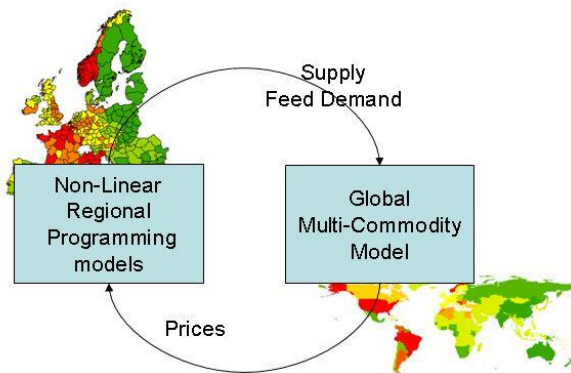 Supply
Feed Demand
Non-Linear
Regional
Programming
models
Global
Multi-Commodity
Model
Prices